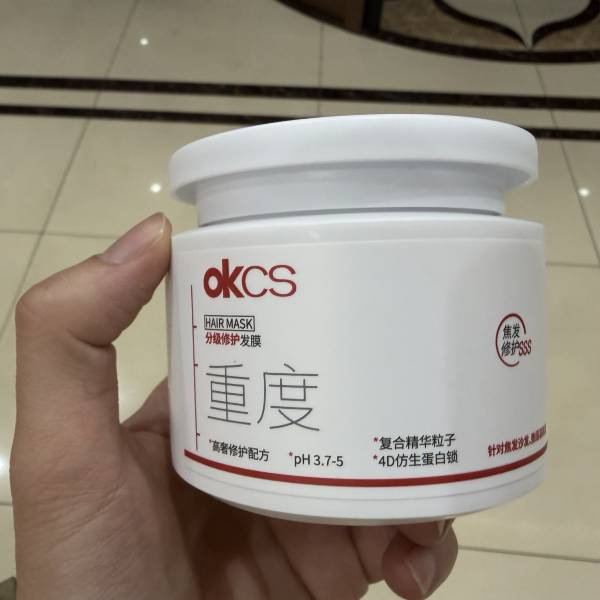 okcs
HAIR MASK
分级修护发膜
重度
焦发
修护SSS
*高奢修护配方
*pH 3.7-5
*复合精华粒子
*4D仿生蛋白锁
针对焦发沙发